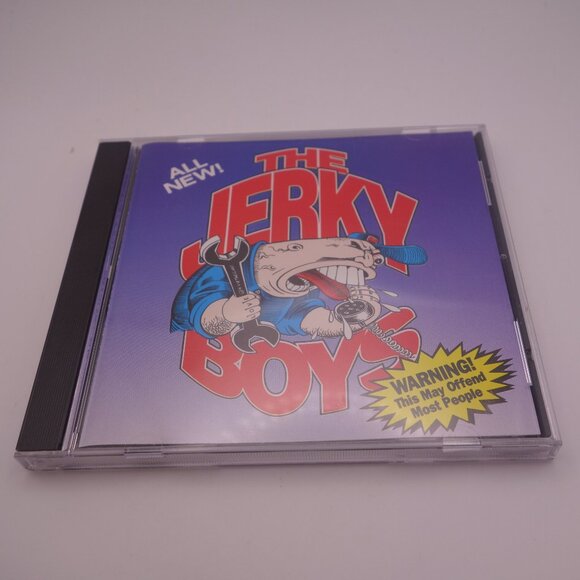 ALL
NEW!
THE
JERKY
BOYS
WARNING!
This May Offend
Most People